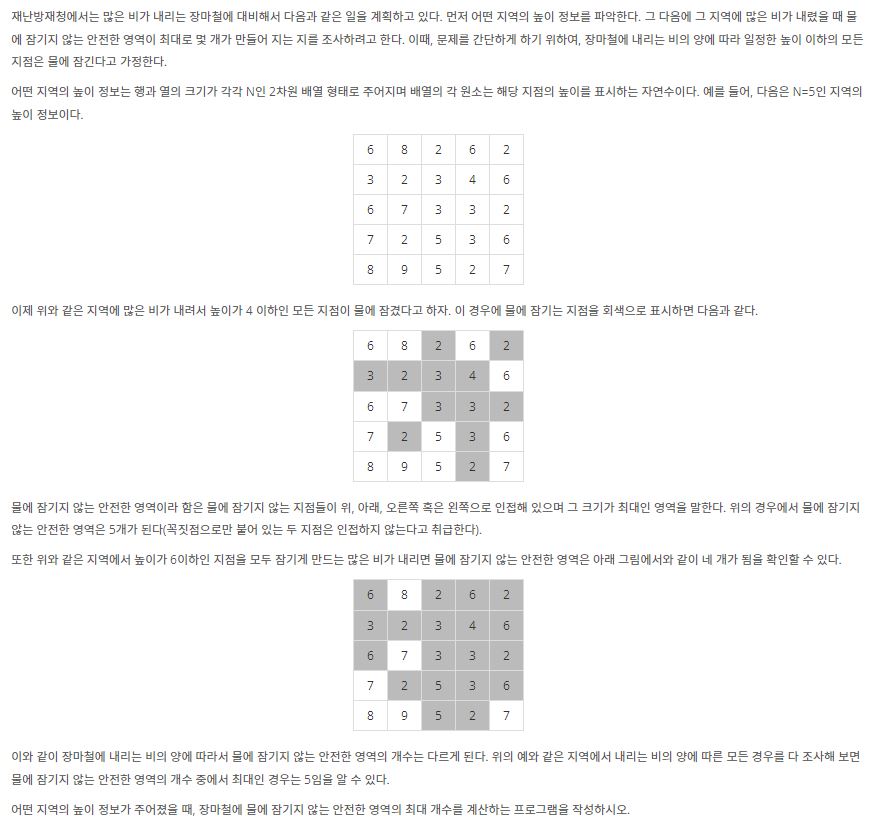 재난방재청에서는 많은 비가 내리는 장마철에 대비해서 다음과 같은 일을 계획하고 있다. 먼저 어떤 지역의 높이 정보를 파악한다. 그 다음에 그 지역에 많은 비가 내렸을 때 물
에 잠기지 않는 안전한 영역이 최대로 몇 개가 만들어 지는 지를 조사하려고 한다. 이때, 문제를 간단하게 하기 위하여, 장마철에 내리는 비의 양에 따라 일정한 높이 이하의 모든
지점은 물에 잠긴다고 가정한다.
어떤 지역의 높이 정보는 행과 열의 크기가 각각 N인 2차원 배열 형태로 주어지며 배열의 각 원소는 해당 지점의 높이를 표시하는 자연수이다. 예를 들어, 다음은 N=5인 지역의
높이 정보이다.
6 8 2 6 2
3 2 3 4 6
6 7 3 3 2
7 2 5 3 6
8 9 5 2 7
이제 위와 같은 지역에 많은 비가 내려서 높이가 4 이하인 모든 지점이 물에 잠겼다고 하자. 이 경우에 물에 잠기는 지점을 회색으로 표시하면 다음과 같다.
6 8 2 6 2
3 2 3 4 6
6 7 3 3 2
7 2 5 3 6
8 9 5 2 7
물에 잠기지 않는 안전한 영역이라 함은 물에 잠기지 않는 지점들이 위, 아래, 오른쪽 혹은 왼쪽으로 인접해 있으며 그 크기가 최대인 영역을 말한다. 위의 경우에서 물에 잠기지
않는 안전한 영역은 5개가 된다(꼭짓점으로만 붙어 있는 두 지점은 인접하지 않는다고 취급한다).
또한 위와 같은 지역에서 높이가 6이하인 지점을 모두 잠기게 만드는 많은 비가 내리면 물에 잠기지 않는 안전한 영역은 아래 그림에서와 같이 네 개가 됨을 확인할 수 있다.
6 8 2 6 2
3 2 3 4 6
6 7 3 3 2
7 2 5 3 6
8 9 5 2 7
이와 같이 장마철에 내리는 비의 양에 따라서 물에 잠기지 않는 안전한 영역의 개수는 다르게 된다. 위의 예와 같은 지역에서 내리는 비의 양에 따른 모든 경우를 다 조사해 보면
물에 잠기지 않는 안전한 영역의 개수 중에서 최대인 경우는 5임을 알 수 있다.
어떤 지역의 높이 정보가 주어졌을 때, 장마철에 물에 잠기지 않는 안전한 영역의 최대 개수를 계산하는 프로그램을 작성하시오.